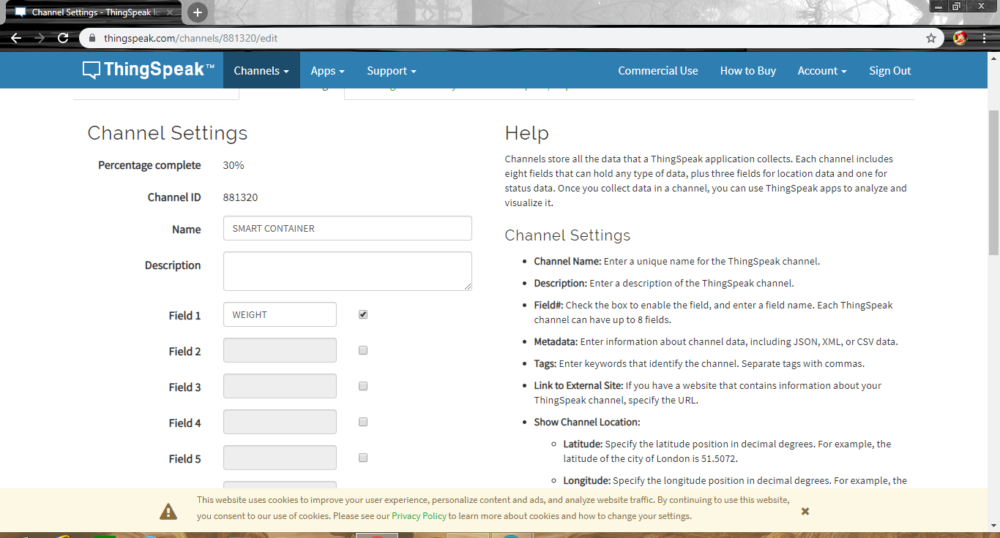 Channel Settings - ThingSpeak Io
thingspeak.com/channels/881320/edit
ThingSpeak™
Channels
Apps
Support
Commercial Use
How to Buy
Account
Sign Out
Channel Settings
Percentage complete 30%
Channel ID 881320
Name SMART CONTAINER
Description
Field 1 WEIGHT
Field 2
Field 3
Field 4
Field 5
Help
Channels store all the data that a ThingSpeak application collects. Each channel includes
eight fields that can hold any type of data, plus three fields for location data and one for
status data. Once you collect data in a channel, you can use ThingSpeak apps to analyze and
visualize it.
Channel Settings
• Channel Name: Enter a unique name for the ThingSpeak channel.
• Description: Enter a description of the ThingSpeak channel.
• Field#: Check the box to enable the field, and enter a field name. Each ThingSpeak
channel can have up to 8 fields.
• Metadata: Enter information about channel data, including JSON, XML, or CSV data.
• Tags: Enter keywords that identify the channel. Separate tags with commas.
• Link to External Site: If you have a website that contains information about your
ThingSpeak channel, specify the URL.
• Show Channel Location:
◦ Latitude: Specify the latitude position in decimal degrees. For example, the
latitude of the city of London is 51.5072.
◦ Longitude: Specify the longitude position in decimal degrees. For example, the
This website uses cookies to improve your user experience, personalize content and ads, and analyze website traffic. By continuing to use this website,
you consent to our use of cookies. Please see our Privacy Policy to learn more about cookies and how to change your settings.